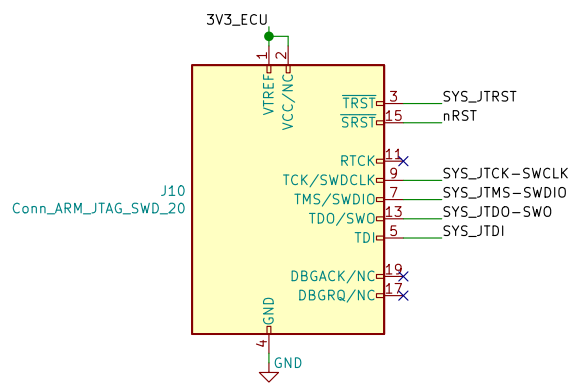 3V3_ECU
1
2
VTREF
VCC/NC
TRST 3 SYS_JTRST
SRST 15 nRST
RTCK 11
TCK/SWDCLK 9 SYS_JTCK-SWCLK
J10
TMS/SWDIO 7 SYS_JTMS-SWDIO
Conn_ARM_JTAG_SWD_20
TDO/SWO 13 SYS_JTDO-SWO
TDI 5 SYS_JTDI
DBGACK/NC 19
DBGRQ/NC 17
GND
4
GND